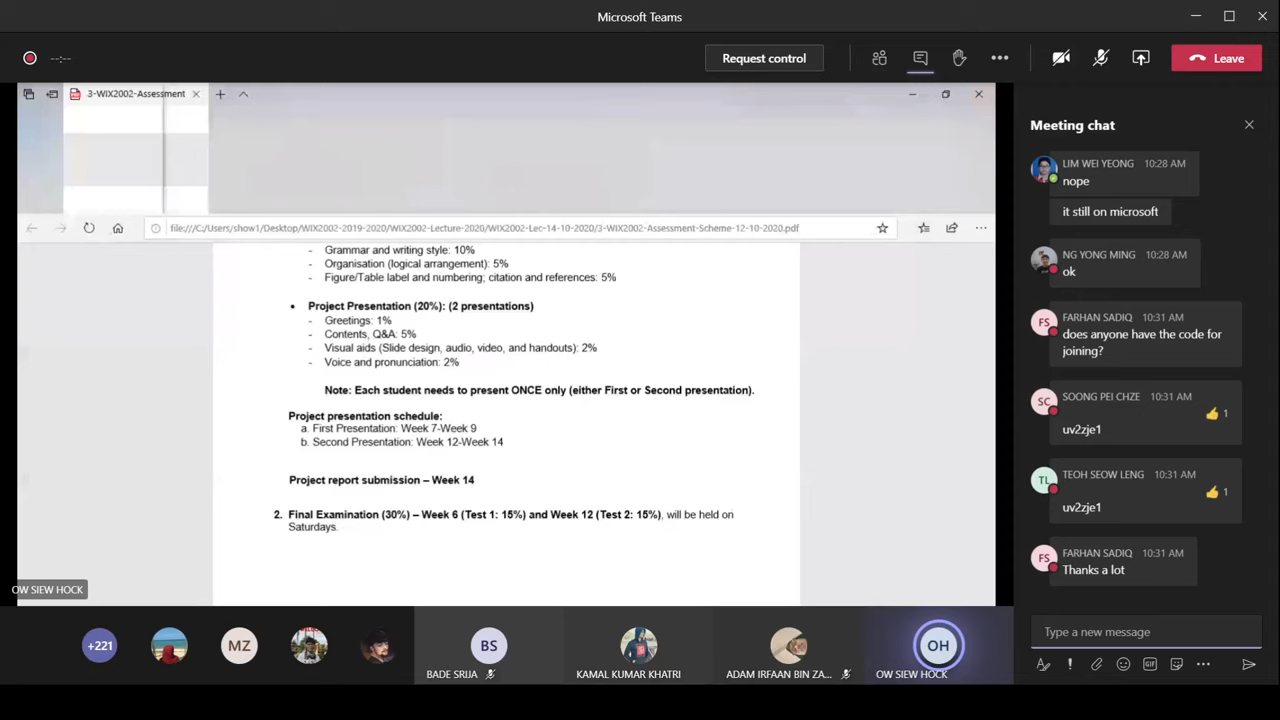 Microsoft Teams
--:--
Request control
Leave
3-WIX2002-Assessment
file:///C:/Users/show1/Desktop/WIX2002-2019-2020/WIX2002-Lecture-2020/WIX2002-Lec-14-10-2020/3-WIX2002-Assessment-Scheme-12-10-2020.pdf
- Grammar and writing style: 10%
- Organisation (logical arrangement): 5%
- Figure/Table label and numbering; citation and references: 5%
• Project Presentation (20%): (2 presentations)
- Greetings: 1%
- Contents, Q&A: 5%
- Visual aids (Slide design, audio, video, and handouts): 2%
- Voice and pronunciation: 2%
Note: Each student needs to present ONCE only (either First or Second presentation).
Project presentation schedule:
a. First Presentation: Week 7-Week 9
b. Second Presentation: Week 12-Week 14
Project report submission – Week 14
2. Final Examination (30%) – Week 6 (Test 1: 15%) and Week 12 (Test 2: 15%), will be held on
Saturdays.
OW SIEW HOCK
+221
MZ
BS
BADE SRIJA
KAMAL KUMAR KHATRI
ADAM IRFAAN BIN ZA...
OH
OW SIEW HOCK
Meeting chat
LIM WEI YEONG 10:28 AM
nope
it still on microsoft
NG YONG MING 10:28 AM
ok
FS
FARHAN SADIQ 10:31 AM
does anyone have the code for
joining?
SC
SOONG PEI CHZE 10:31 AM
👍 1
uv2zje1
TL
TEOH SEOW LENG 10:31 AM
👍 1
uv2zje1
FS
FARHAN SADIQ 10:31 AM
Thanks a lot
Type a new message
GIF